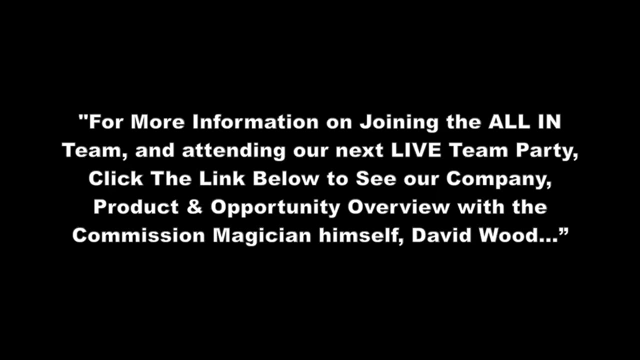 "For More Information on Joining the ALL IN
Team, and attending our next LIVE Team Party,
Click The Link Below to See our Company,
Product & Opportunity Overview with the
Commission Magician himself, David Wood...”